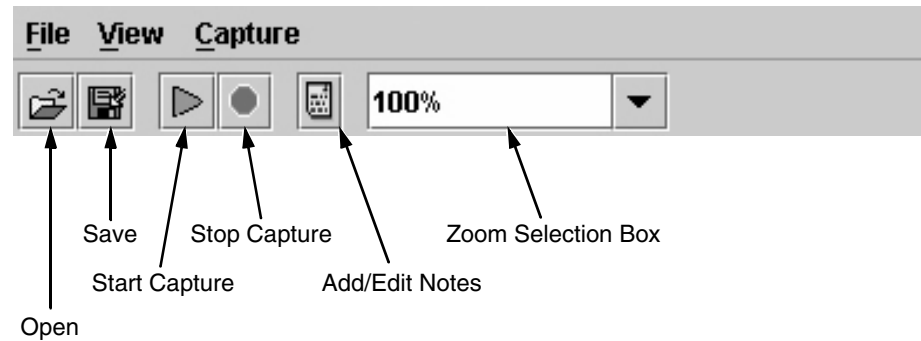 File View Capture
100%
Save Stop Capture Zoom Selection Box
Start Capture Add/Edit Notes
Open